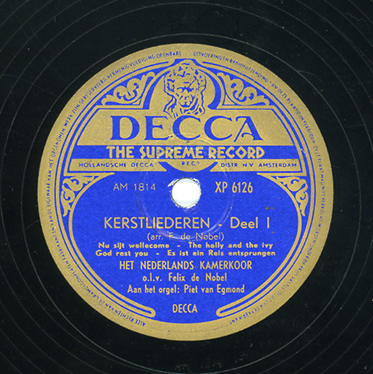 DECCA
THE SUPREME RECORD
HOLLANDSCHE DECCA DISTR. N.V. AMSTERDAM
AM 1814 XP 6126
KERSTLIEDEREN - Deel I
(arr. F. de Nobel)
Nu sijt wellecome - The holly and the ivy
God rest you - Es ist ein Reis entsprungen
HET NEDERLANDS KAMERKOOR
o.l.v. Felix de Nobel
Aan het orgel: Piet van Egmond
DECCA